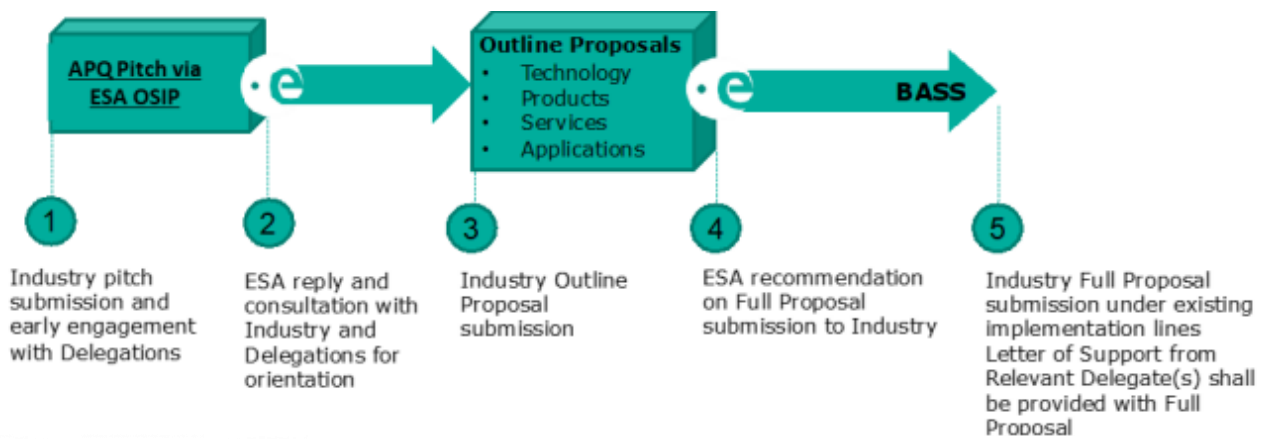 APQ Pitch via
ESA OSIP
e
Outline Proposals
• Technology
• Products
• Services
• Applications
e
BASS
1
Industry pitch
submission and
early engagement
with Delegations
2
ESA reply and
consultation with
Industry and
Delegations for
orientation
3
Industry Outline
Proposal
submission
4
ESA recommendation
on Full Proposal
submission to Industry
5
Industry Full Proposal
submission under existing
implementation lines
Letter of Support from
Relevant Delegate(s) shall
be provided with Full
Proposal